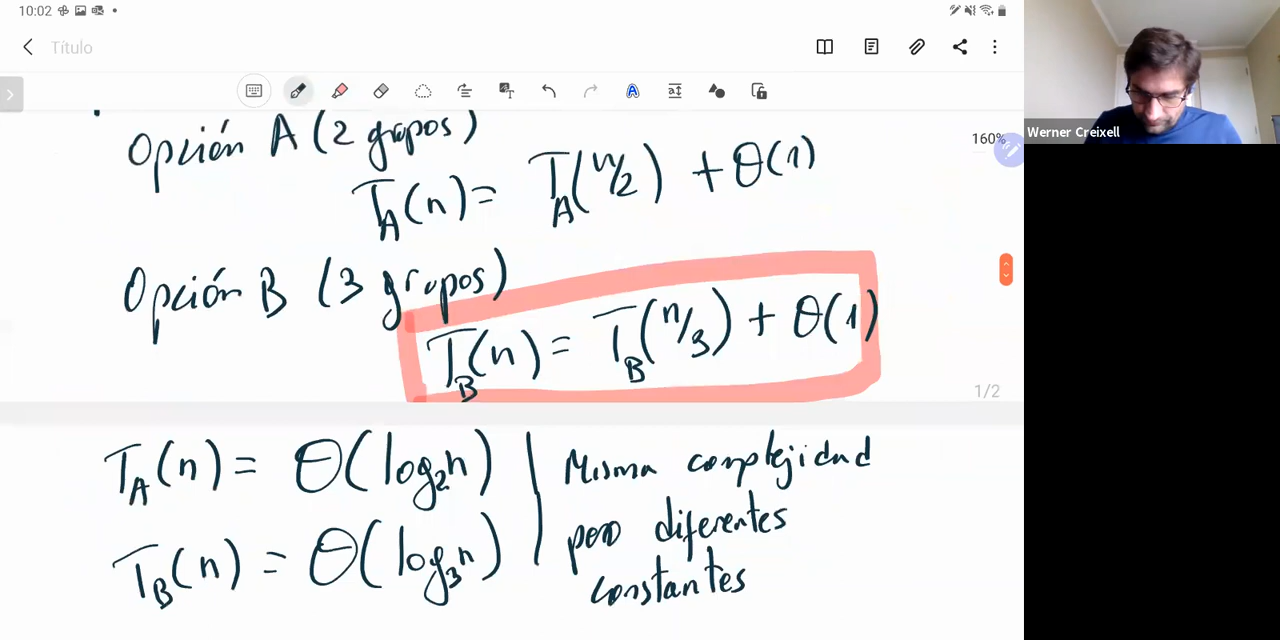 10:02
Título
160%
Werner Creixell
Opción A (2 grupos)
T_A(n) = T_A(n/2) + Θ(1)
Opción B (3 grupos)
T_B(n) = T_B(n/3) + Θ(1)
1/2
T_A(n) = Θ(log₂n) | Misma complejidad
pero diferentes
T_B(n) = Θ(log₃n)
constantes